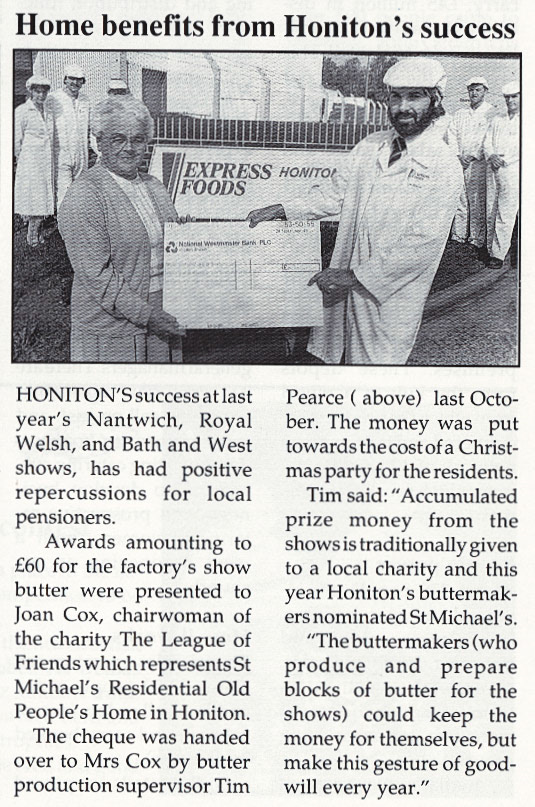 Home benefits from Honiton's success
EXPRESS HONITON
FOODS
National Westminster Bank PLC
HONITON'S success at last
year's Nantwich, Royal
Welsh, and Bath and West
shows, has had positive
repercussions for local
pensioners.
Awards amounting to
£60 for the factory's show
butter were presented to
Joan Cox, chairwoman of
the charity The League of
Friends which represents St
Michael's Residential Old
People's Home in Honiton.
The cheque was handed
over to Mrs Cox by butter
production supervisor Tim
Pearce ( above) last Octo-
ber. The money was put
towards the cost of a Christ-
mas party for the residents.
Tim said: "Accumulated
prize money from the
shows is traditionally given
to a local charity and this
year Honiton's buttermak-
ers nominated St Michael's.
"The buttermakers (who
produce and prepare
blocks of butter for the
shows) could keep the
money for themselves, but
make this gesture of good-
will every year."